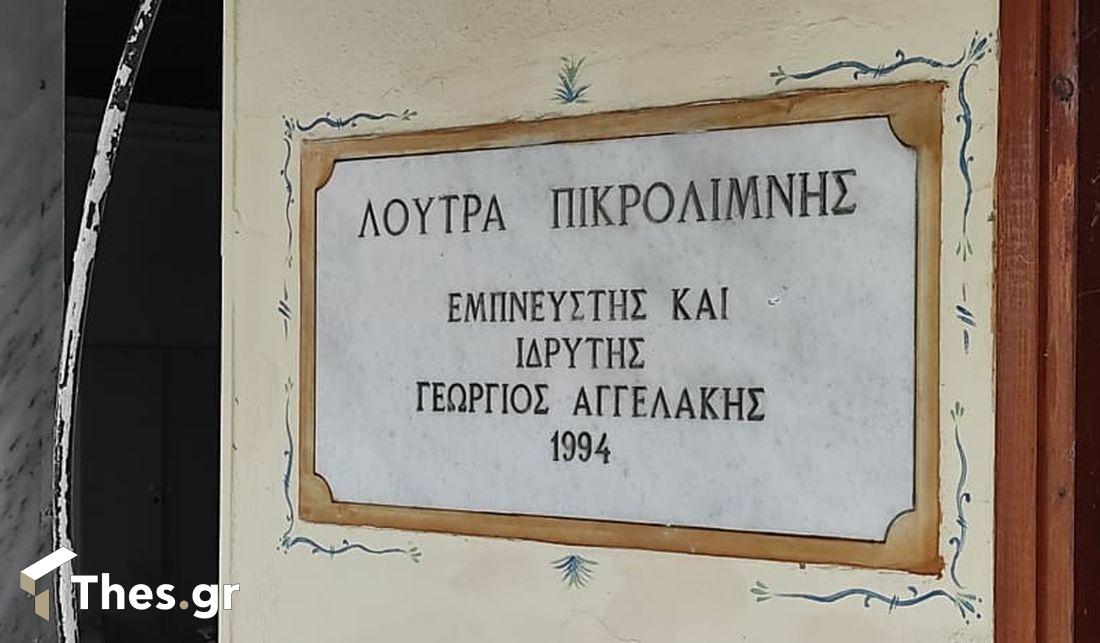 ΛΟΥΤΡΑ ΠΙΚΡΟΛΙΜΝΗΣ
ΕΜΠΝΕΥΣΤΗΣ ΚΑΙ
ΙΔΡΥΤΗΣ
ΓΕΩΡΓΙΟΣ ΑΓΓΕΛΑΚΗΣ
1994
Thes.gr